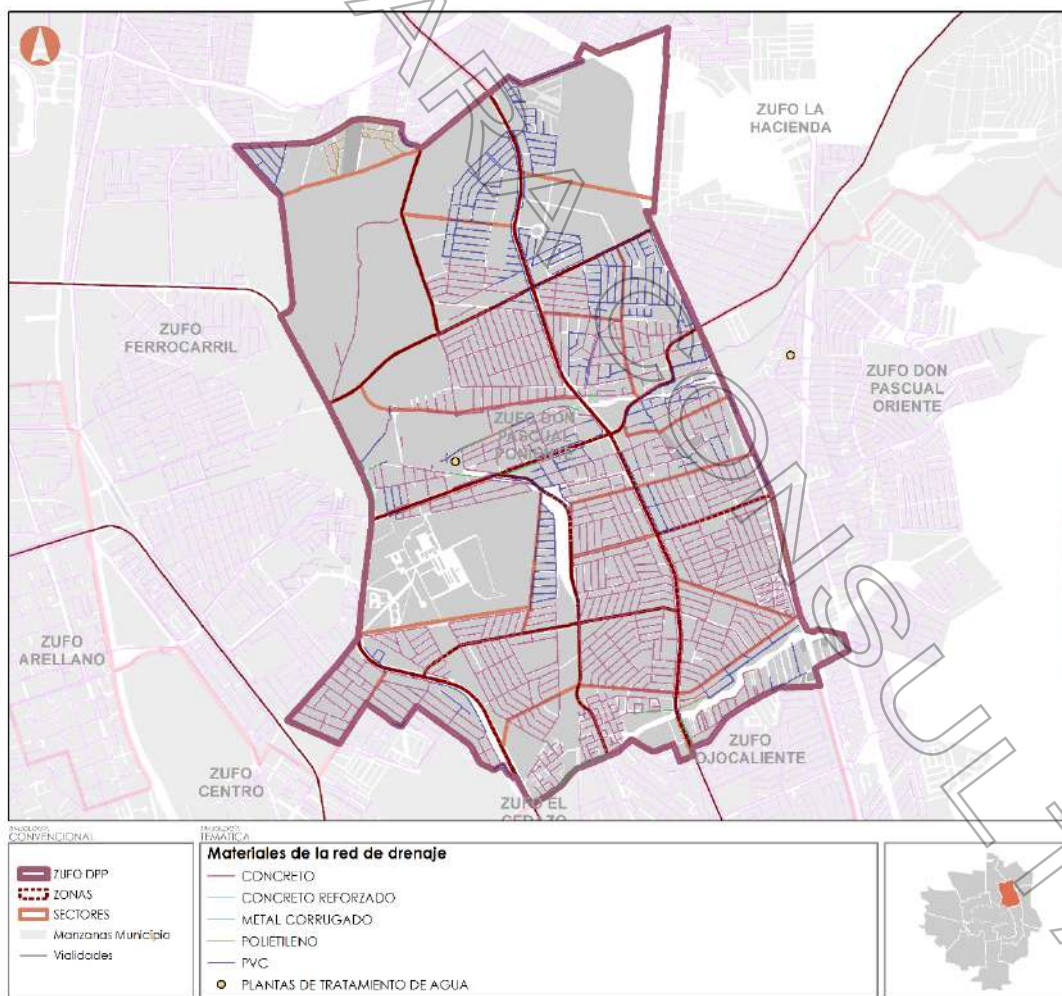 ZUFO LA
HACIENDA
ZUFO
FERROCARRIL
ZUFO DON
PASCUAL
ORIENTE
ZUFO DON
PASCUAL
PONIENTE
ZUFO
ARELLANO
ZUFO
OJOCALIENTE
ZUFO
CENTRO
ZUFO EL
CEDAZO
CONVENCIONAL
TEMÁTICA
ZUFO DPP
ZONAS
SECTORES
Manzanas Municipio
Vialidades
Materiales de la red de drenaje
CONCRETO
CONCRETO REFORZADO
METAL CORRUGADO
POLIETILENO
PVC
PLANTAS DE TRATAMIENTO DE AGUA
CONSULTA